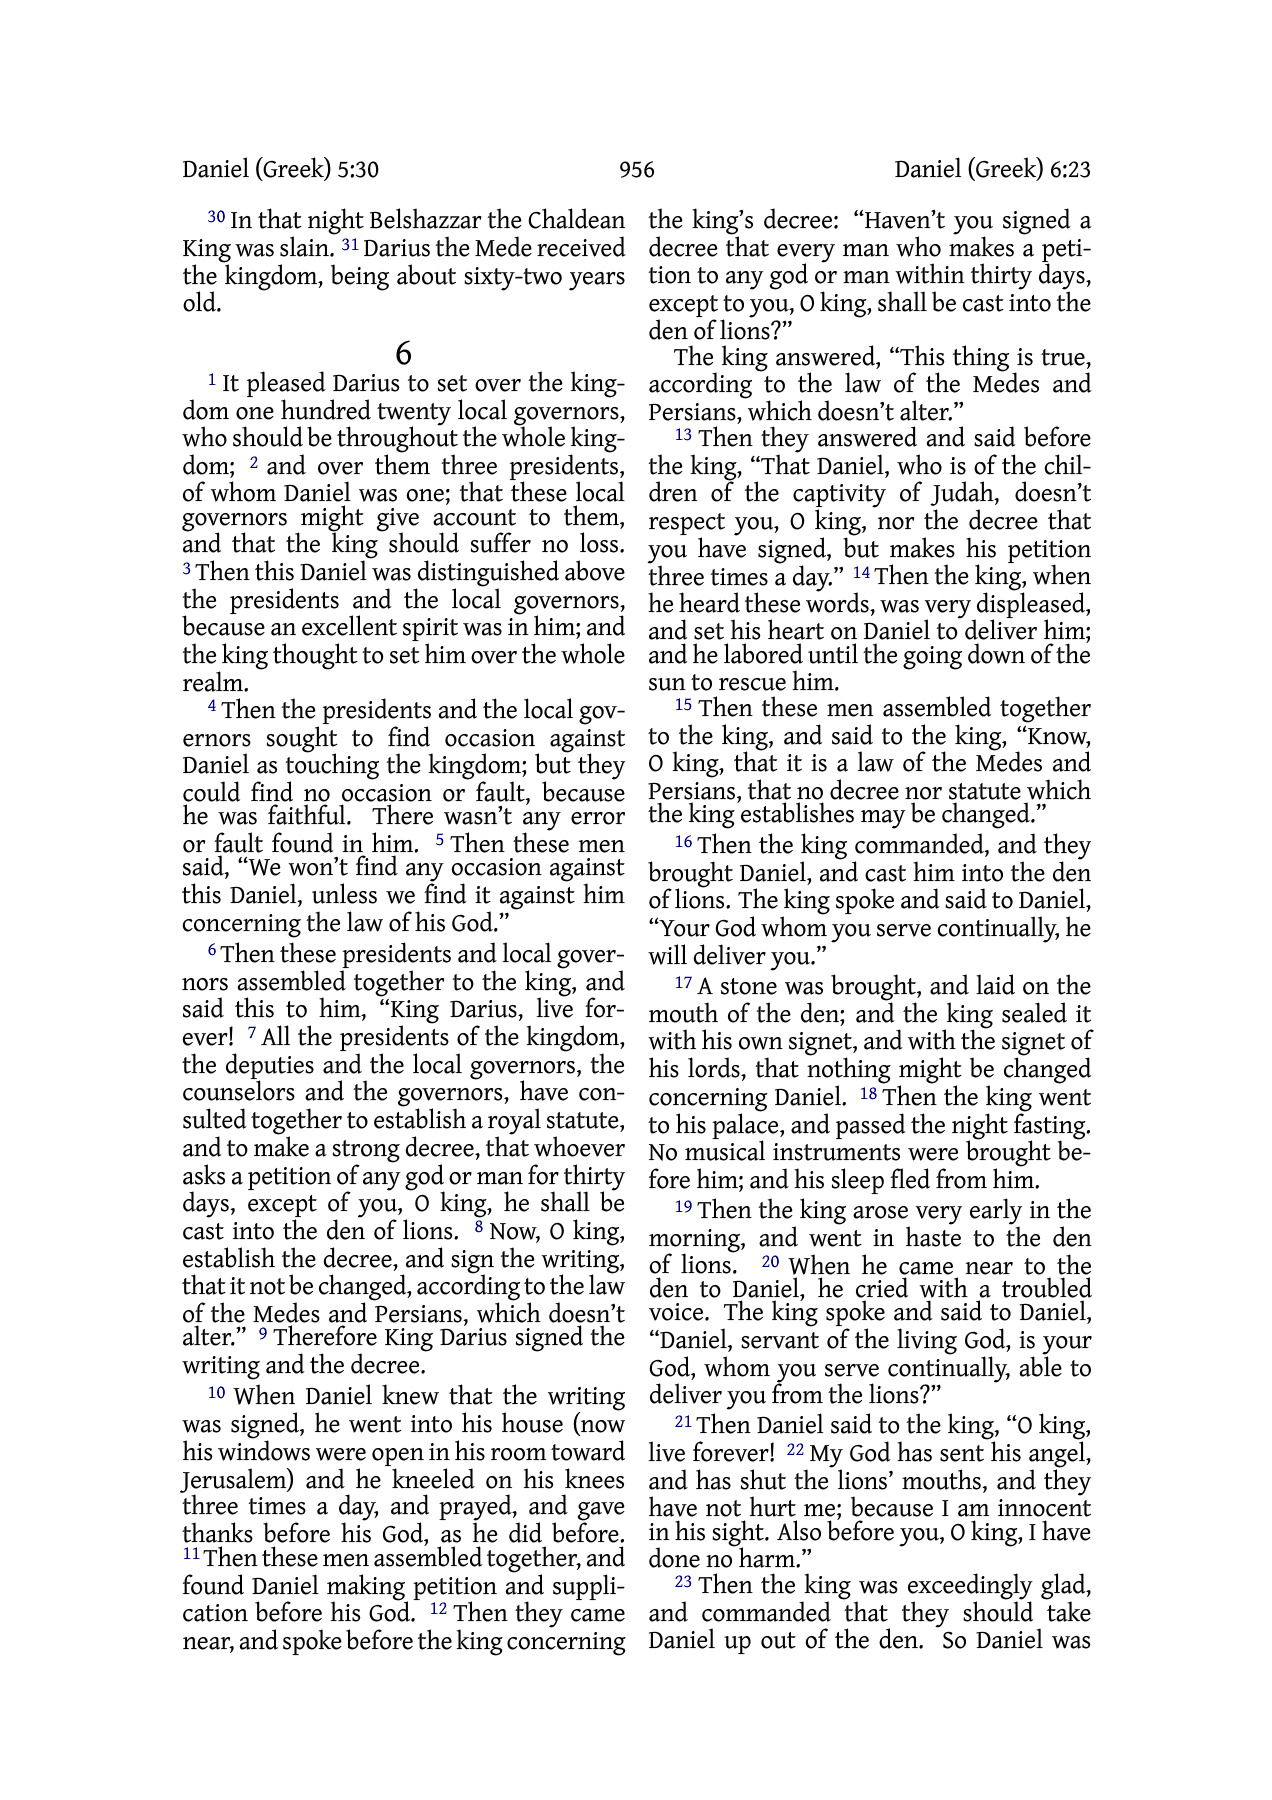 Daniel (Greek) 5:30
956
Daniel (Greek) 6:23
30 In that night Belshazzar the Chaldean
King was slain. 31 Darius the Mede received
the kingdom, being about sixty-two years
old.
6
1 It pleased Darius to set over the king-
dom one hundred twenty local governors,
who should be throughout the whole king-
dom; 2 and over them three presidents,
of whom Daniel was one; that these local
governors might give account to them,
and that the king should suffer no loss.
3 Then this Daniel was distinguished above
the presidents and the local governors,
because an excellent spirit was in him; and
the king thought to set him over the whole
realm.
4 Then the presidents and the local gov-
ernors sought to find occasion against
Daniel as touching the kingdom; but they
could find no occasion or fault, because
he was faithful. There wasn’t any error
or fault found in him. 5 Then these men
said, “We won’t find any occasion against
this Daniel, unless we find it against him
concerning the law of his God.”
6 Then these presidents and local gover-
nors assembled together to the king, and
said this to him, “King Darius, live for-
ever! 7 All the presidents of the kingdom,
the deputies and the local governors, the
counselors and the governors, have con-
sulted together to establish a royal statute,
and to make a strong decree, that whoever
asks a petition of any god or man for thirty
days, except of you, O king, he shall be
cast into the den of lions. 8 Now, O king,
establish the decree, and sign the writing,
that it not be changed, according to the law
of the Medes and Persians, which doesn’t
alter.” 9 Therefore King Darius signed the
writing and the decree.
10 When Daniel knew that the writing
was signed, he went into his house (now
his windows were open in his room toward
Jerusalem) and he kneeled on his knees
three times a day, and prayed, and gave
thanks before his God, as he did before.
11 Then these men assembled together, and
found Daniel making petition and suppli-
cation before his God. 12 Then they came
near, and spoke before the king concerning
the king’s decree: “Haven’t you signed a
decree that every man who makes a peti-
tion to any god or man within thirty days,
except to you, O king, shall be cast into the
den of lions?”
The king answered, “This thing is true,
according to the law of the Medes and
Persians, which doesn’t alter.”
13 Then they answered and said before
the king, “That Daniel, who is of the chil-
dren of the captivity of Judah, doesn’t
respect you, O king, nor the decree that
you have signed, but makes his petition
three times a day.” 14 Then the king, when
he heard these words, was very displeased,
and set his heart on Daniel to deliver him;
and he labored until the going down of the
sun to rescue him.
15 Then these men assembled together
to the king, and said to the king, “Know,
O king, that it is a law of the Medes and
Persians, that no decree nor statute which
the king establishes may be changed.”
16 Then the king commanded, and they
brought Daniel, and cast him into the den
of lions. The king spoke and said to Daniel,
“Your God whom you serve continually, he
will deliver you.”
17 A stone was brought, and laid on the
mouth of the den; and the king sealed it
with his own signet, and with the signet of
his lords, that nothing might be changed
concerning Daniel. 18 Then the king went
to his palace, and passed the night fasting.
No musical instruments were brought be-
fore him; and his sleep fled from him.
19 Then the king arose very early in the
morning, and went in haste to the den
of lions. 20 When he came near to the
den to Daniel, he cried with a troubled
voice. The king spoke and said to Daniel,
“Daniel, servant of the living God, is your
God, whom you serve continually, able to
deliver you from the lions?”
21 Then Daniel said to the king, “O king,
live forever! 22 My God has sent his angel,
and has shut the lions’ mouths, and they
have not hurt me; because I am innocent
in his sight. Also before you, O king, I have
done no harm.”
23 Then the king was exceedingly glad,
and commanded that they should take
Daniel up out of the den. So Daniel was